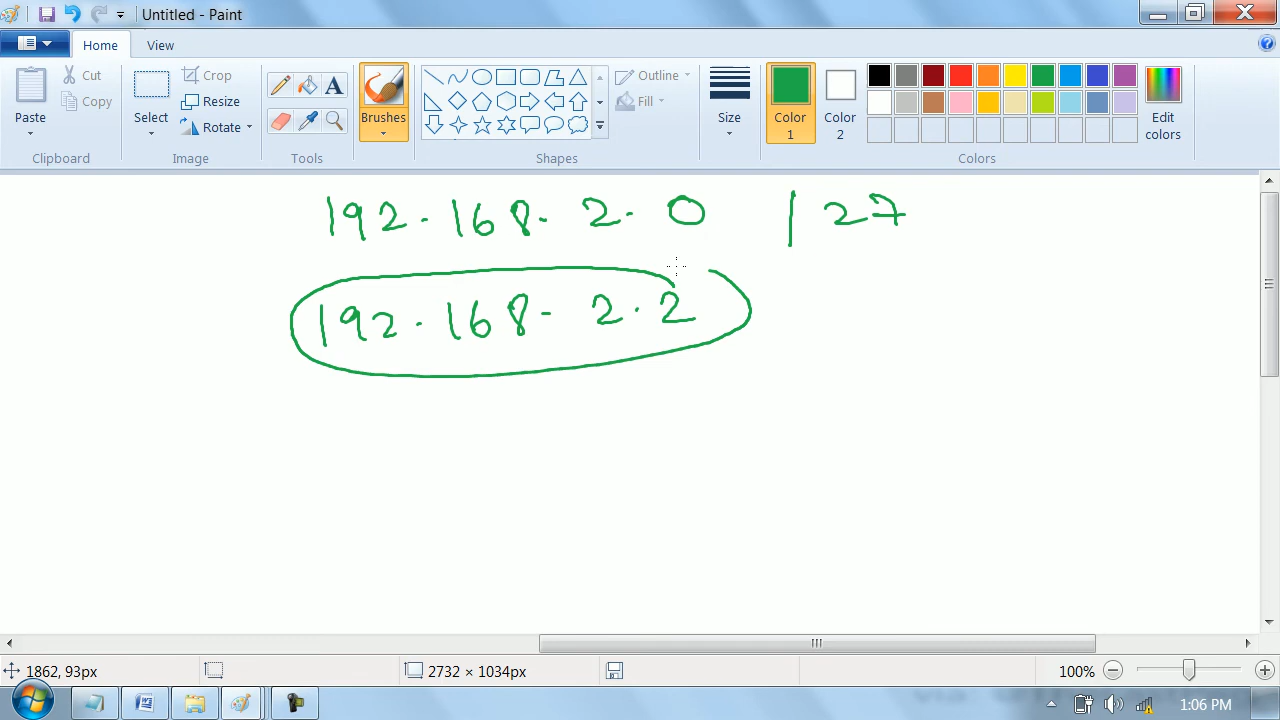 Untitled - Paint
Home View
Cut Crop Outline
Copy Resize Fill
Paste Select Rotate Brushes Size Color 1 Color 2 Edit colors
Clipboard Image Tools Shapes Colors
192.168.2.0 | 27
192.168.2.2
1862, 93px 2732 × 1034px 100%
1:06 PM